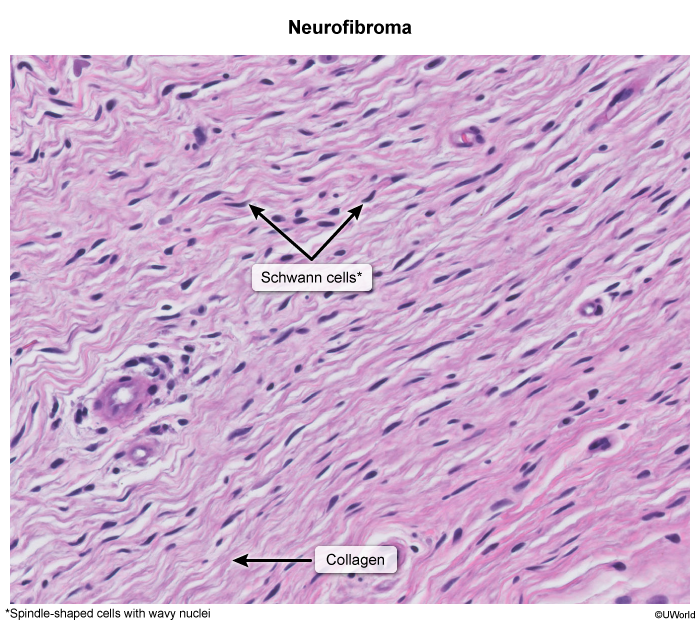 Neurofibroma
Schwann cells*
Collagen
*Spindle-shaped cells with wavy nuclei
©UWorld